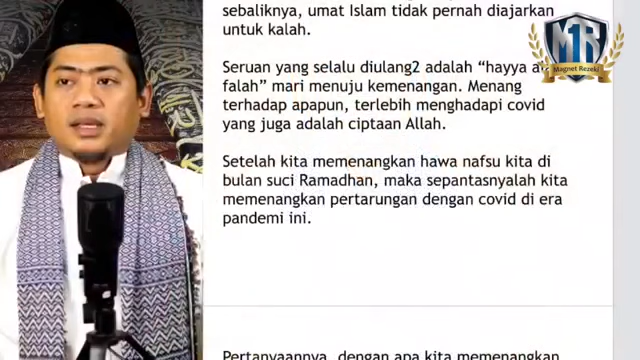 sebaliknya, umat Islam tidak pernah diajarkan
untuk kalah.
Seruan yang selalu diulang2 adalah “hayya
falah” mari menuju kemenangan. Menang
terhadap apapun, terlebih menghadapi covid
yang juga adalah ciptaan Allah.
Setelah kita memenangkan hawa nafsu kita di
bulan suci Ramadhan, maka sepantasnyalah kita
memenangkan pertarungan dengan covid di era
pandemi ini.
Pertanyaannya, dengan apa kita memenangkan
M1R
Magnet Rezeki